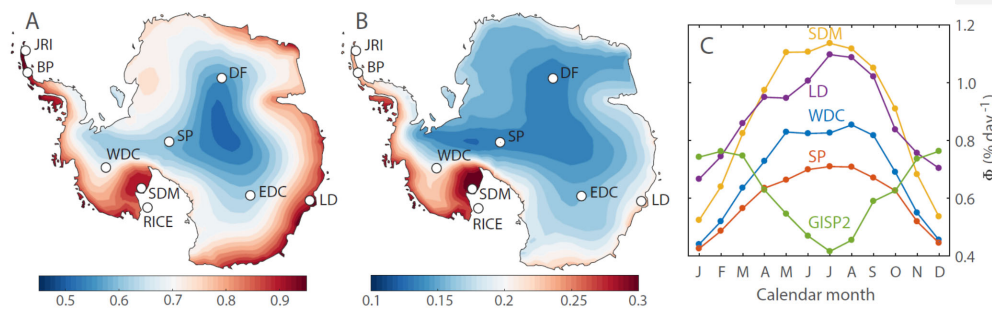 A
JRI
BP
DF
SP
WDC
SDM
RICE
EDC
LD
0.5 0.6 0.7 0.8 0.9
B
JRI
BP
DF
SP
WDC
SDM
RICE
EDC
LD
0.1 0.15 0.2 0.25 0.3
C
SDM
LD
WDC
SP
GISP2
1.2
1.0
0.8
0.6
0.4
Φ (% day⁻¹)
J F M A M J J A S O N D
Calendar month